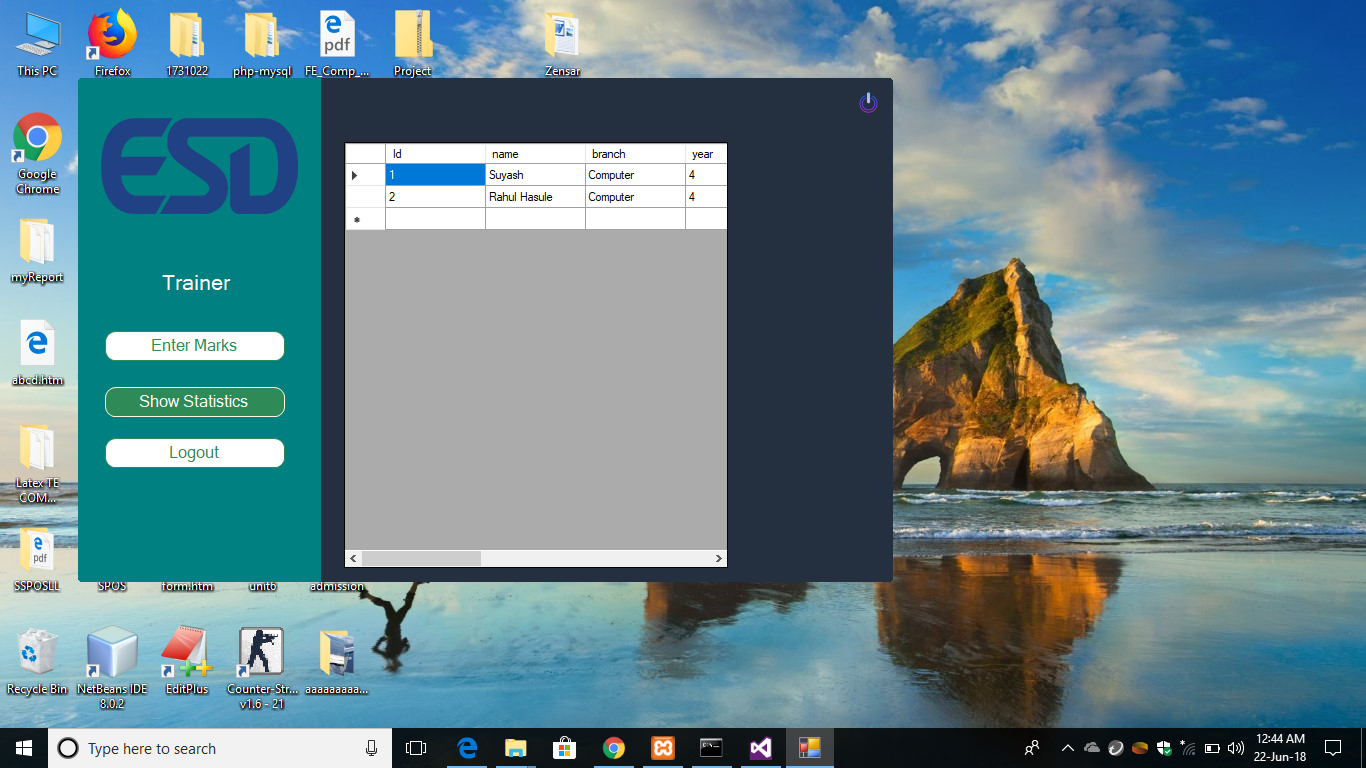 This PC
Firefox
1731022
php-mysql
FE_Comp_...
pdf
Project
Zensar
Google
Chrome
myReport
abcd.htm
Latex TE
COM...
pdf
SSPOSLL
SPOS
form.htm
unit6
admission
Recycle Bin
NetBeans IDE
8.0.2
EditPlus
Counter-Str...
v1.6 - 21
aaaaaaaaa...
ESD
Trainer
Enter Marks
Show Statistics
Logout
Id name branch year
1 Suyash Computer 4
2 Rahul Hasule Computer 4
Type here to search
12:44 AM
22-Jun-18